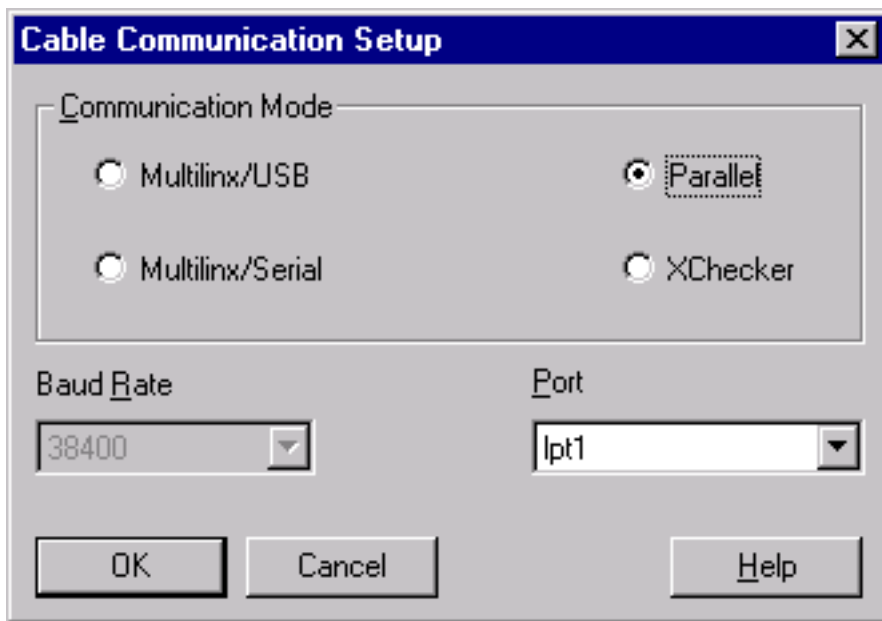 Cable Communication Setup
Communication Mode
Multilinx/USB
Parallel
Multilinx/Serial
XChecker
Baud Rate
Port
38400
lpt1
OK
Cancel
Help